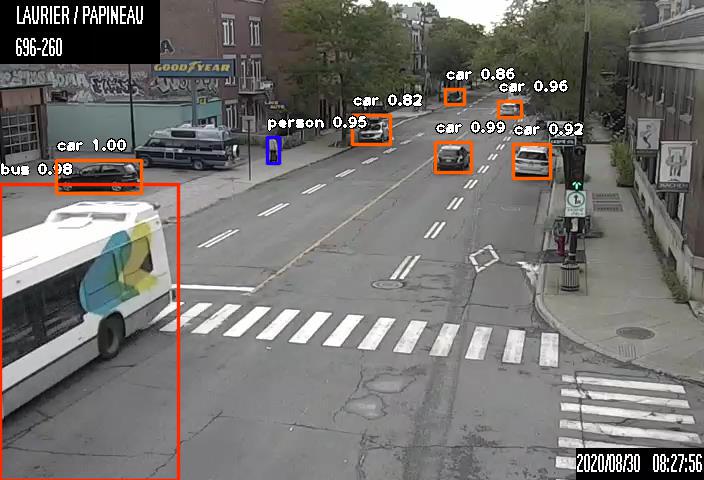 LAURIER / PAPINEAU
696-260
GOODYEAR
car 0.86
car 0.96
car 0.82
person 0.95
car 0.99
car 0.92
car 1.00
bus 0.98
2020/08/30 08:27:56